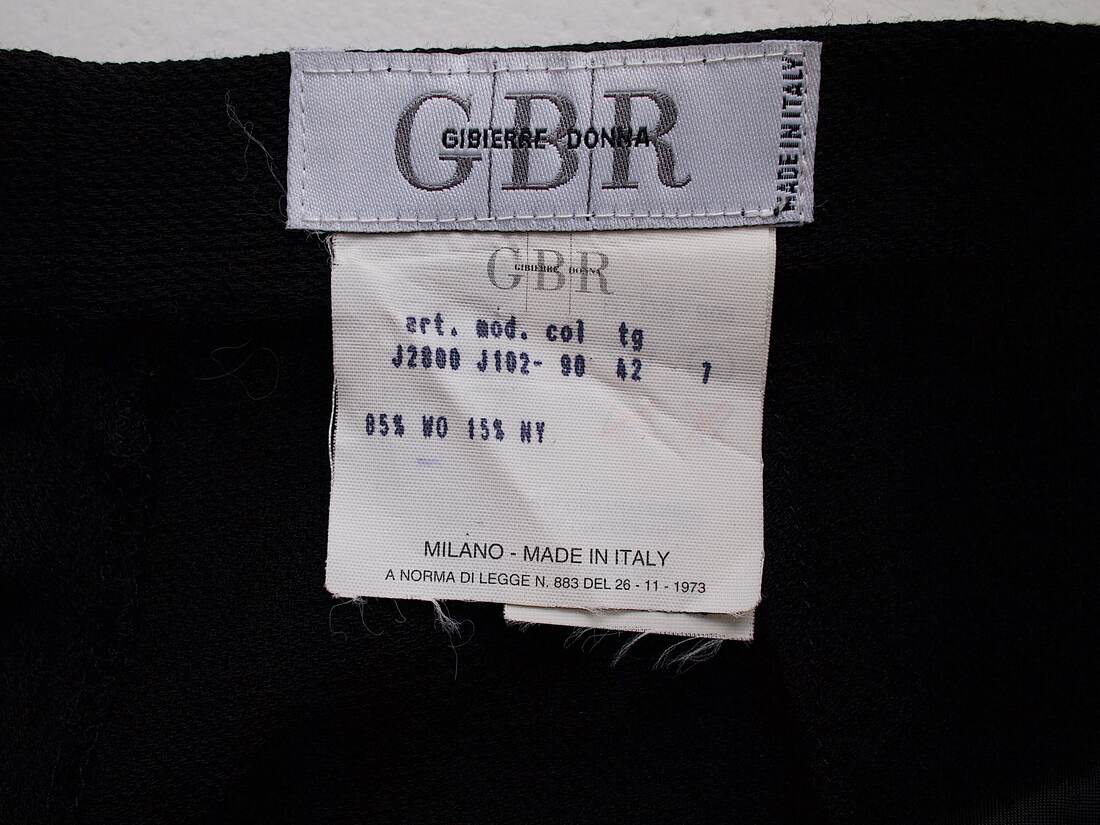 GBR
GIBIERRE DONNA
MADE IN ITALY
GBR
GIBIERRE DONNA
art. mod. col tg
J2800 J102- 90 42 7
85% WO 15% NY
MILANO - MADE IN ITALY
A NORMA DI LEGGE N. 883 DEL 26 - 11 - 1973